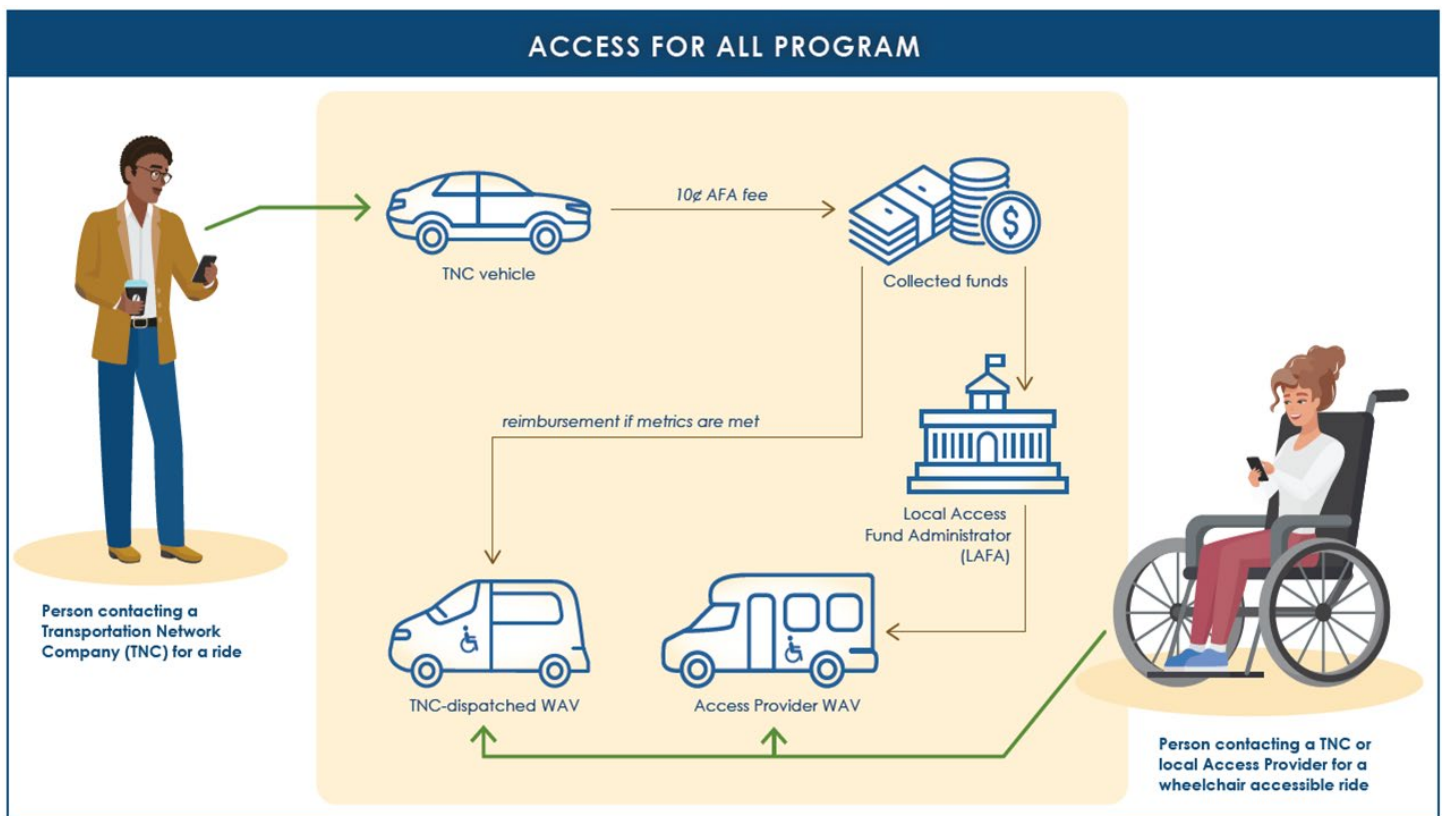 ACCESS FOR ALL PROGRAM
10¢ AFA fee
TNC vehicle
Collected funds
reimbursement if metrics are met
Local Access
Fund Administrator
(LAFA)
Person contacting a
Transportation Network
Company (TNC) for a ride
TNC-dispatched WAV
Access Provider WAV
Person contacting a TNC or
local Access Provider for a
wheelchair accessible ride